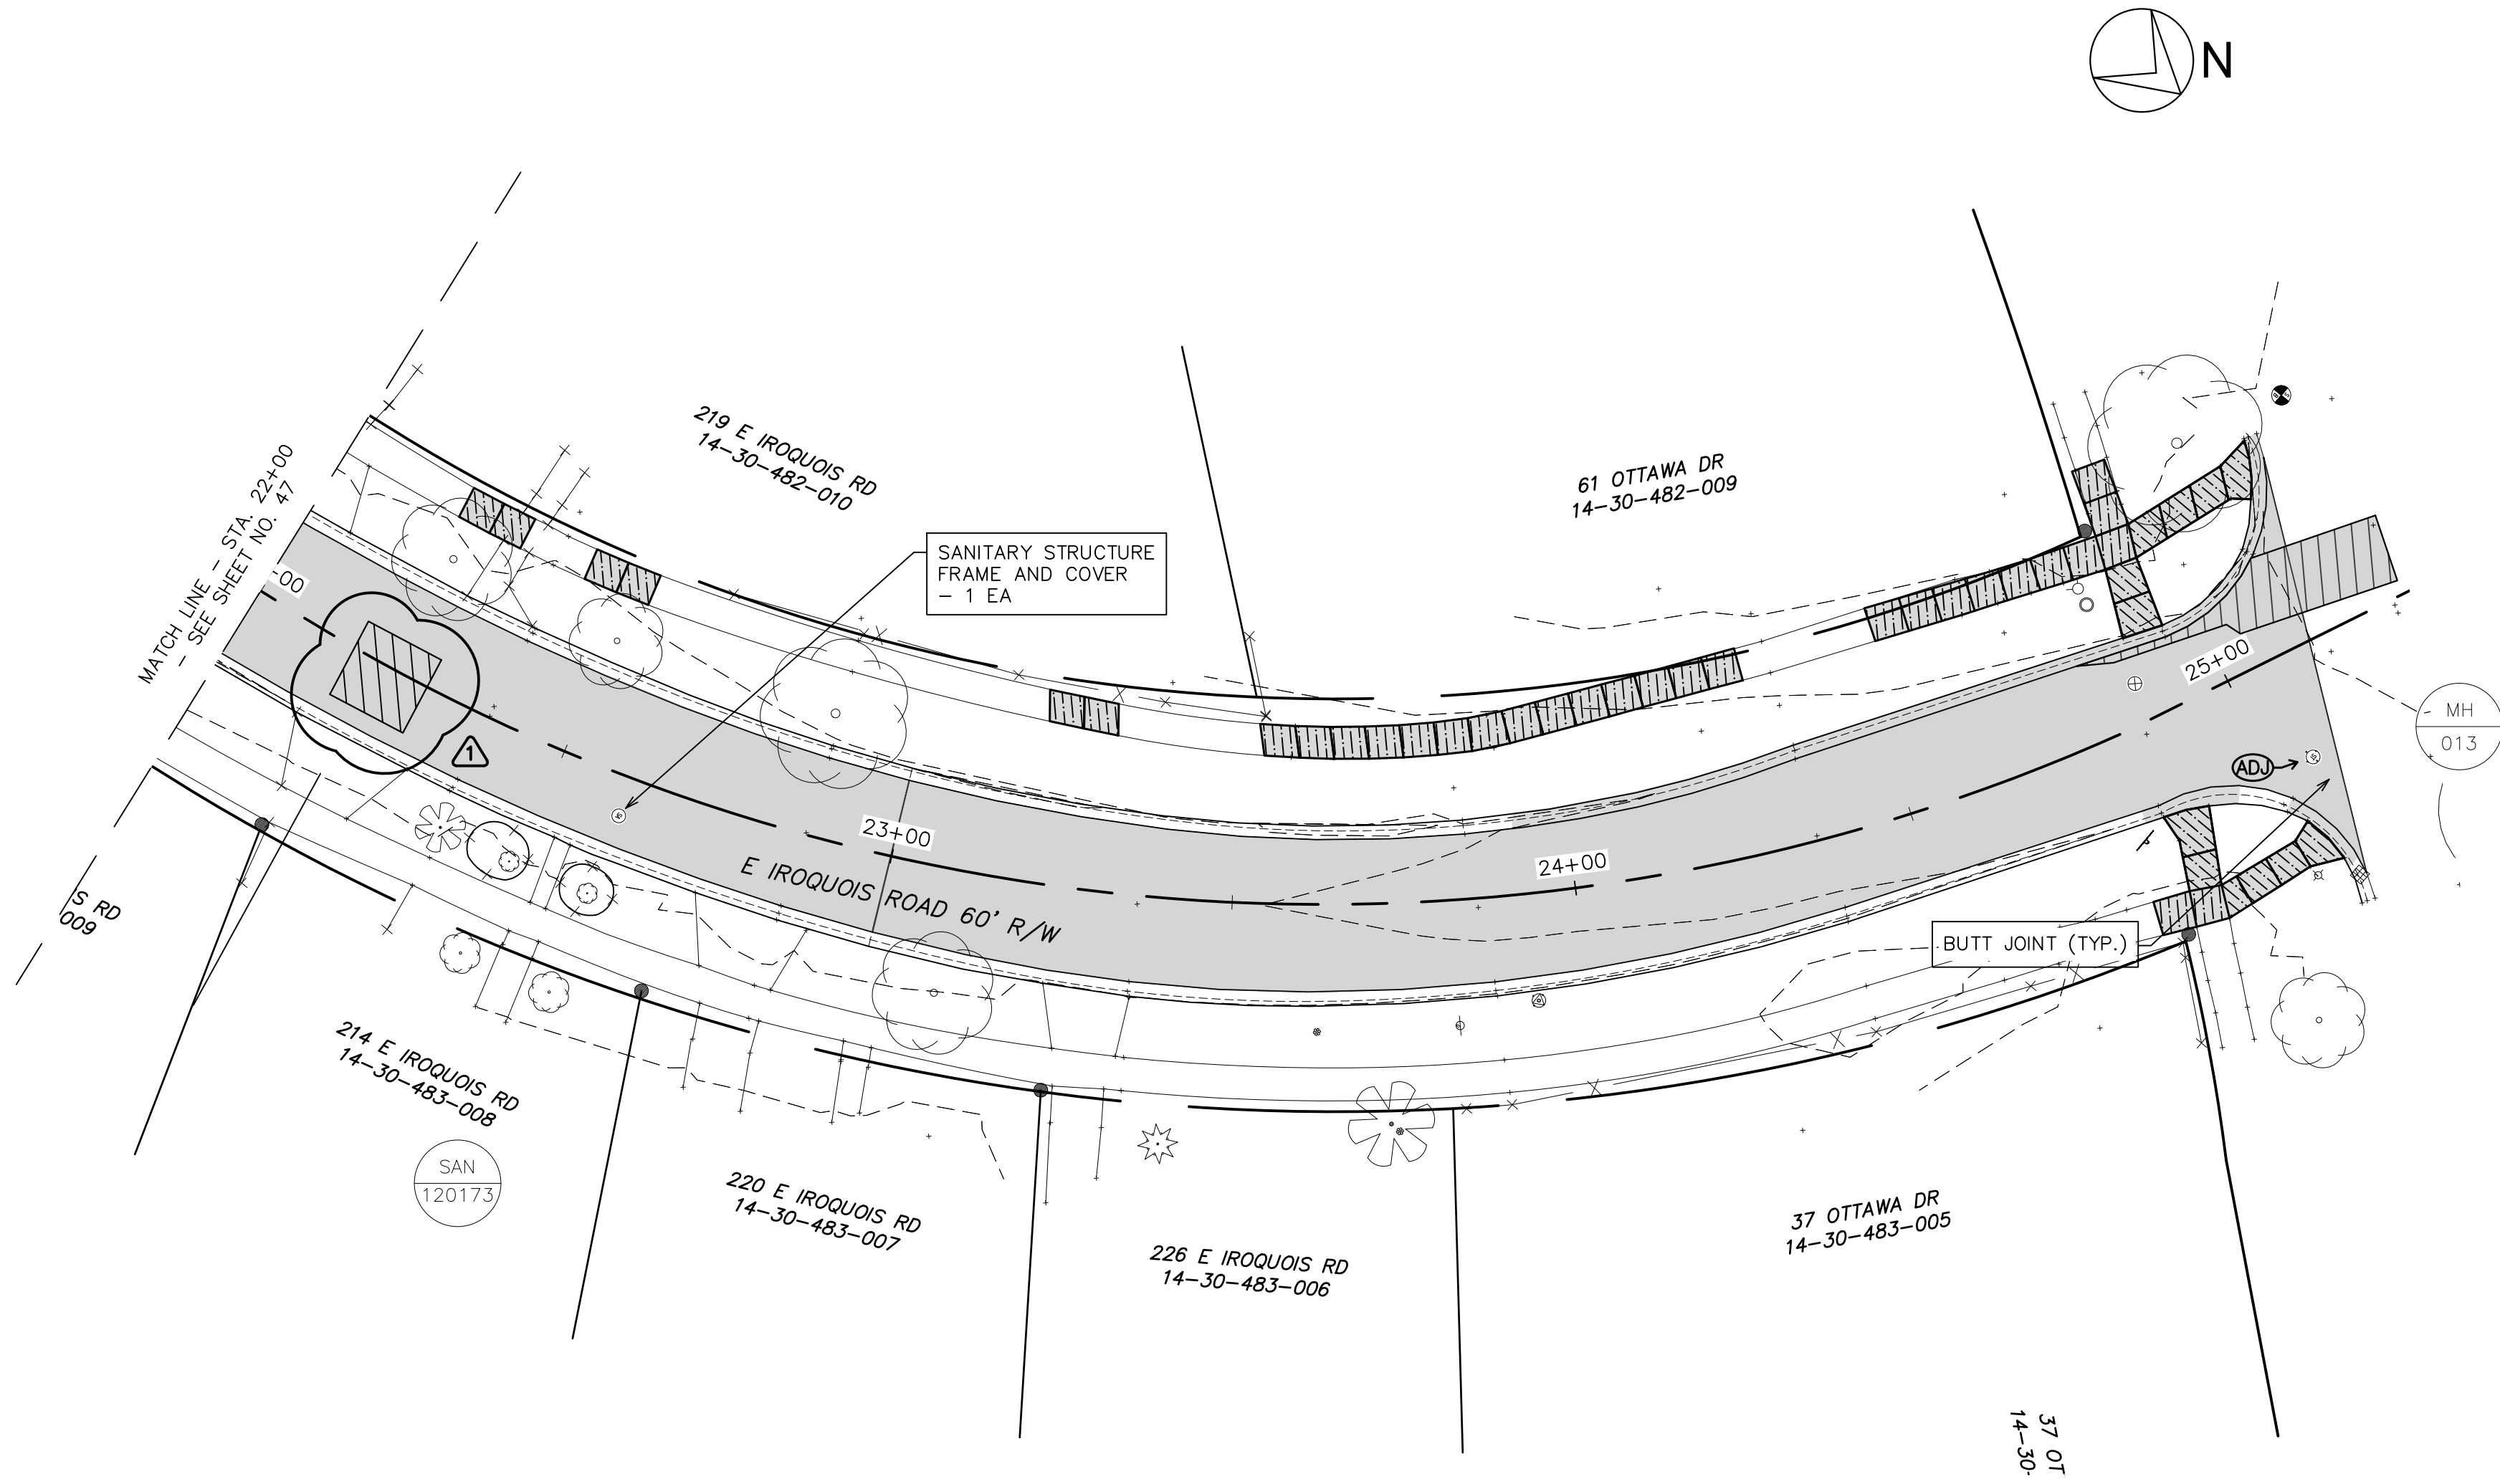 N
MATCH LINE – STA. 22+00
– SEE SHEET NO. 47
+00
219 E IROQUOIS RD
14–30–482–010
SANITARY STRUCTURE
FRAME AND COVER
– 1 EA
61 OTTAWA DR
14–30–482–009
1
23+00
E IROQUOIS ROAD 60' R/W
24+00
25+00
MH
013
ADJ
BUTT JOINT (TYP.)
S RD
009
214 E IROQUOIS RD
14–30–483–008
SAN
120173
220 E IROQUOIS RD
14–30–483–007
226 E IROQUOIS RD
14–30–483–006
37 OTTAWA DR
14–30–483–005
37 OT
14–30-